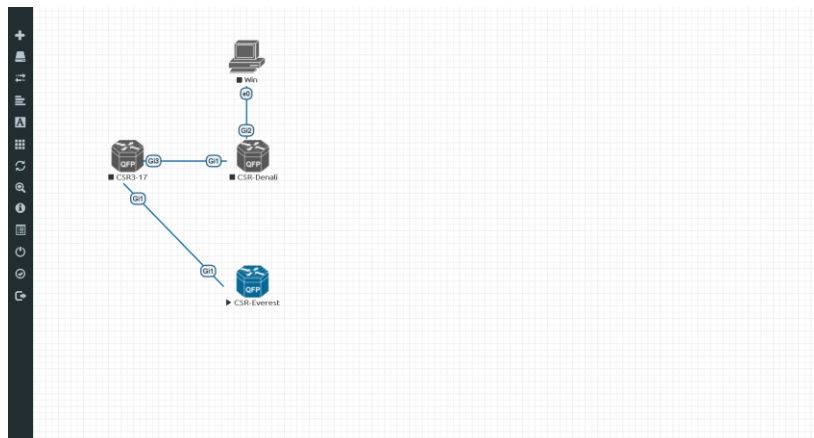 Win
e0
Gi2
QFP
Gi3
Gi1
QFP
CSR3-17
CSR-Denali
Gi1
Gi1
QFP
CSR-Everest